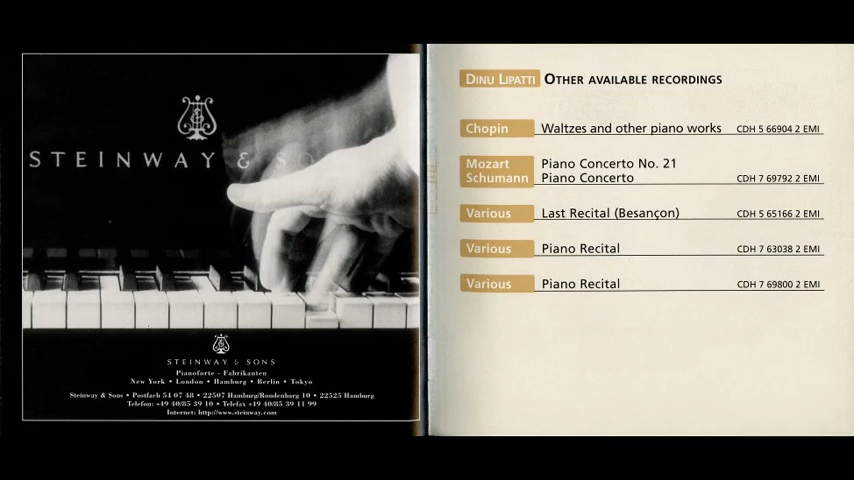 STEINWAY & SO
STEINWAY & SONS
Pianoforte - Fabrikanten
New York • London • Hamburg • Berlin • Tokyo
Steinway & Sons • Postfach 54 07 48 • 22507 Hamburg/Rondenbarg 10 • 22525 Hamburg
Telefon: +49 40/85 39 10 • Telefax +49 40/85 39 11 99
Internet: http://www.steinway.com
DINU LIPATTI OTHER AVAILABLE RECORDINGS
Chopin Waltzes and other piano works CDH 5 66904 2 EMI
Mozart Piano Concerto No. 21
Schumann Piano Concerto CDH 7 69792 2 EMI
Various Last Recital (Besançon) CDH 5 65166 2 EMI
Various Piano Recital CDH 7 63038 2 EMI
Various Piano Recital CDH 7 69800 2 EMI